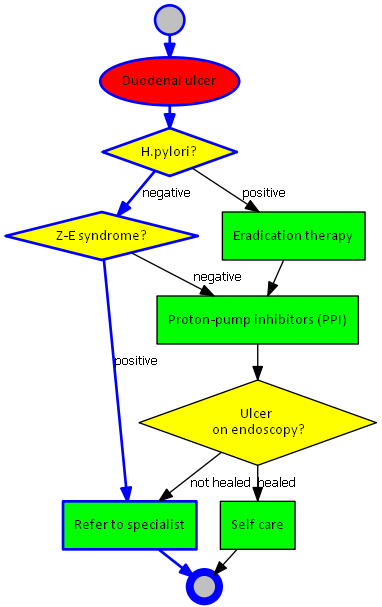 Duodenal ulcer
H.pylori?
negative
positive
Z-E syndrome?
Eradication therapy
negative
Proton-pump inhibitors (PPI)
positive
Ulcer
on endoscopy?
not healed
healed
Refer to specialist
Self care